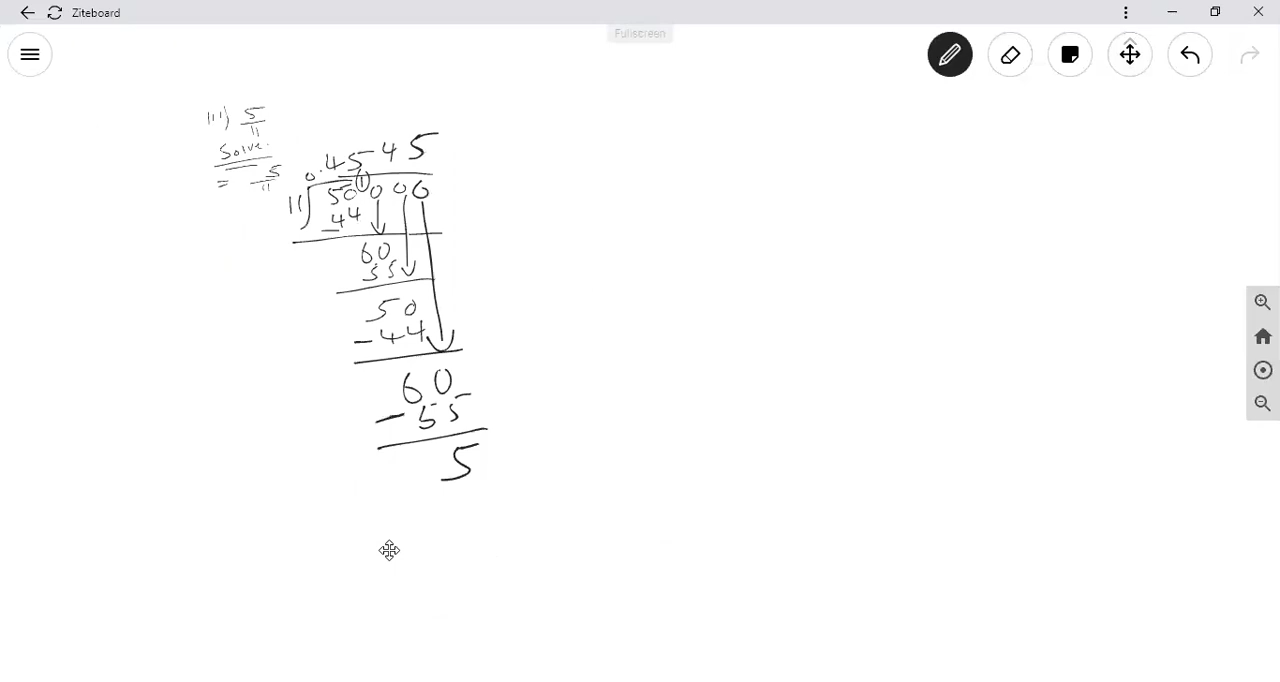 Ziteboard
Fullscreen
iii) 5/11
Solve.
= 5/11
0.4545
11) 50000
-44
60
55
50
-44
60
-55
5